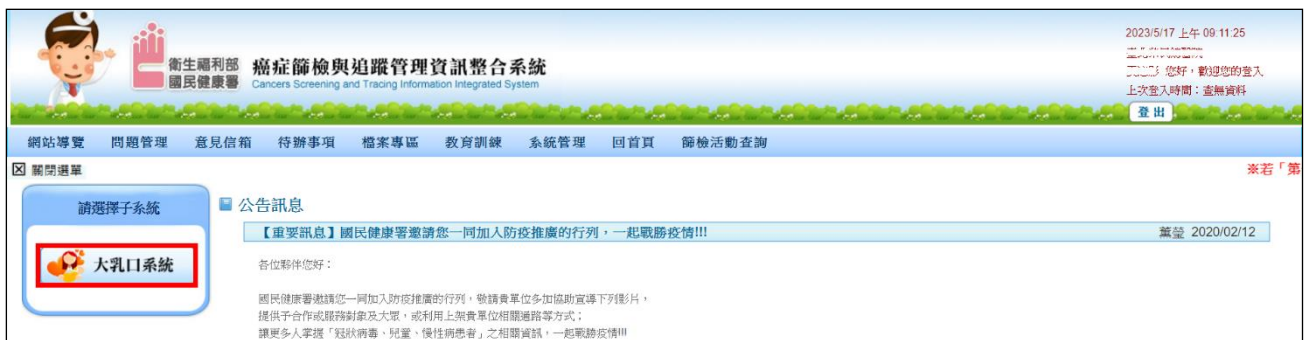 2023/5/17 上午 09:11:25
您好，歡迎您的登入
上次登入時間：查無資料
登出
衛生福利部
國民健康署
癌症篩檢與追蹤管理資訊整合系統
Cancers Screening and Tracing Information Integrated System
網站導覽 問題管理 意見信箱 待辦事項 檔案專區 教育訓練 系統管理 回首頁 篩檢活動查詢
關閉選單
※若「第
請選擇子系統
大乳口系統
公告訊息
【重要訊息】國民健康署邀請您一同加入防疫推廣的行列，一起戰勝疫情!!!
葉瑩 2020/02/12
各位夥伴您好：
國民健康署邀請您一同加入防疫推廣的行列，敬請貴單位多加協助宣導下列影片，
提供予合作或服務對象及大眾，或利用上架貴單位相關通路等方式；
讓更多人掌握「冠狀病毒、兒童、慢性病患者」之相關資訊，一起戰勝疫情!!!